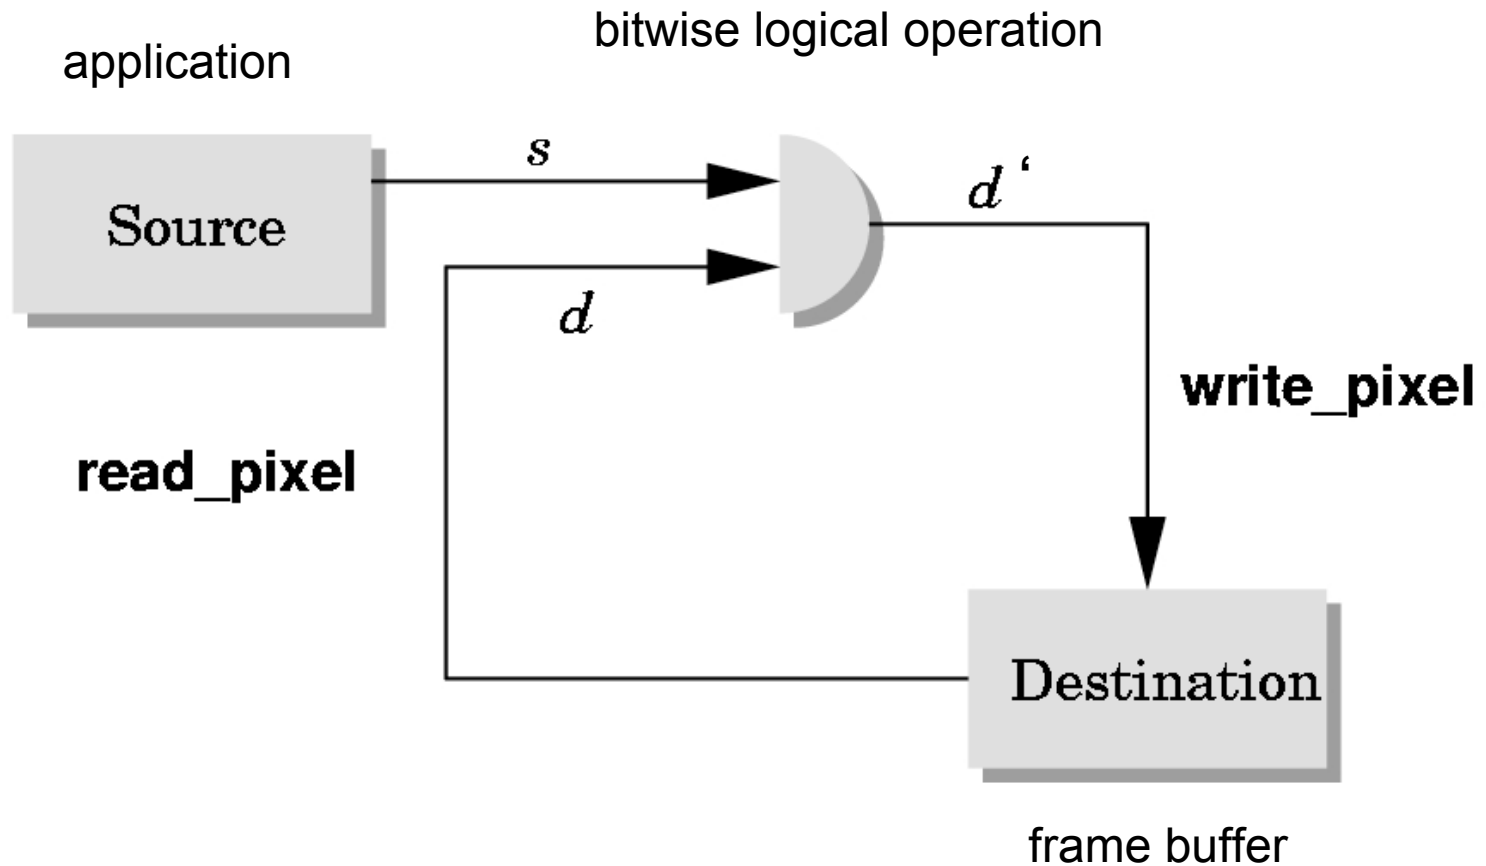 bitwise logical operation
application
s
d ‘
Source
d
write_pixel
read_pixel
Destination
frame buffer